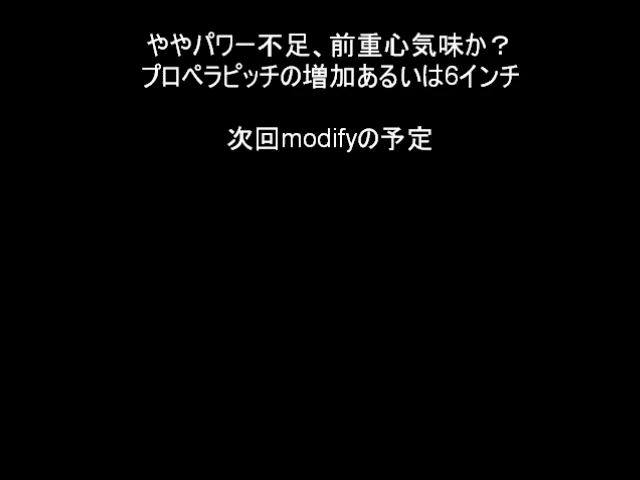 ややパワー不足、前重心気味か？
プロペラピッチの増加あるいは6インチ
次回modifyの予定